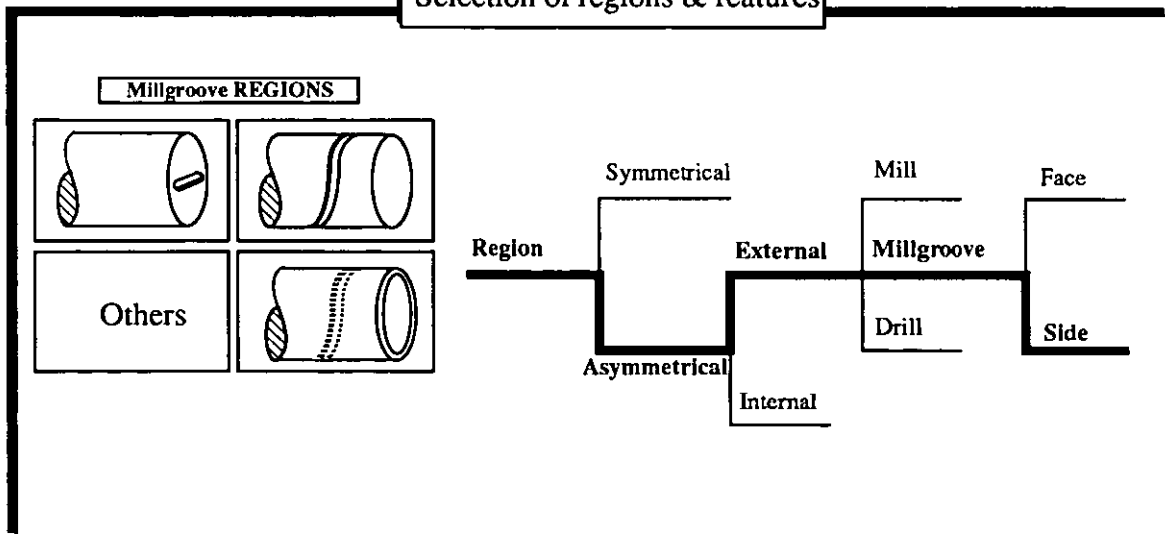 Selection of regions & features
Millgroove REGIONS
Others
Symmetrical
Mill
Face
Region
External
Millgroove
Drill
Side
Asymmetrical
Internal